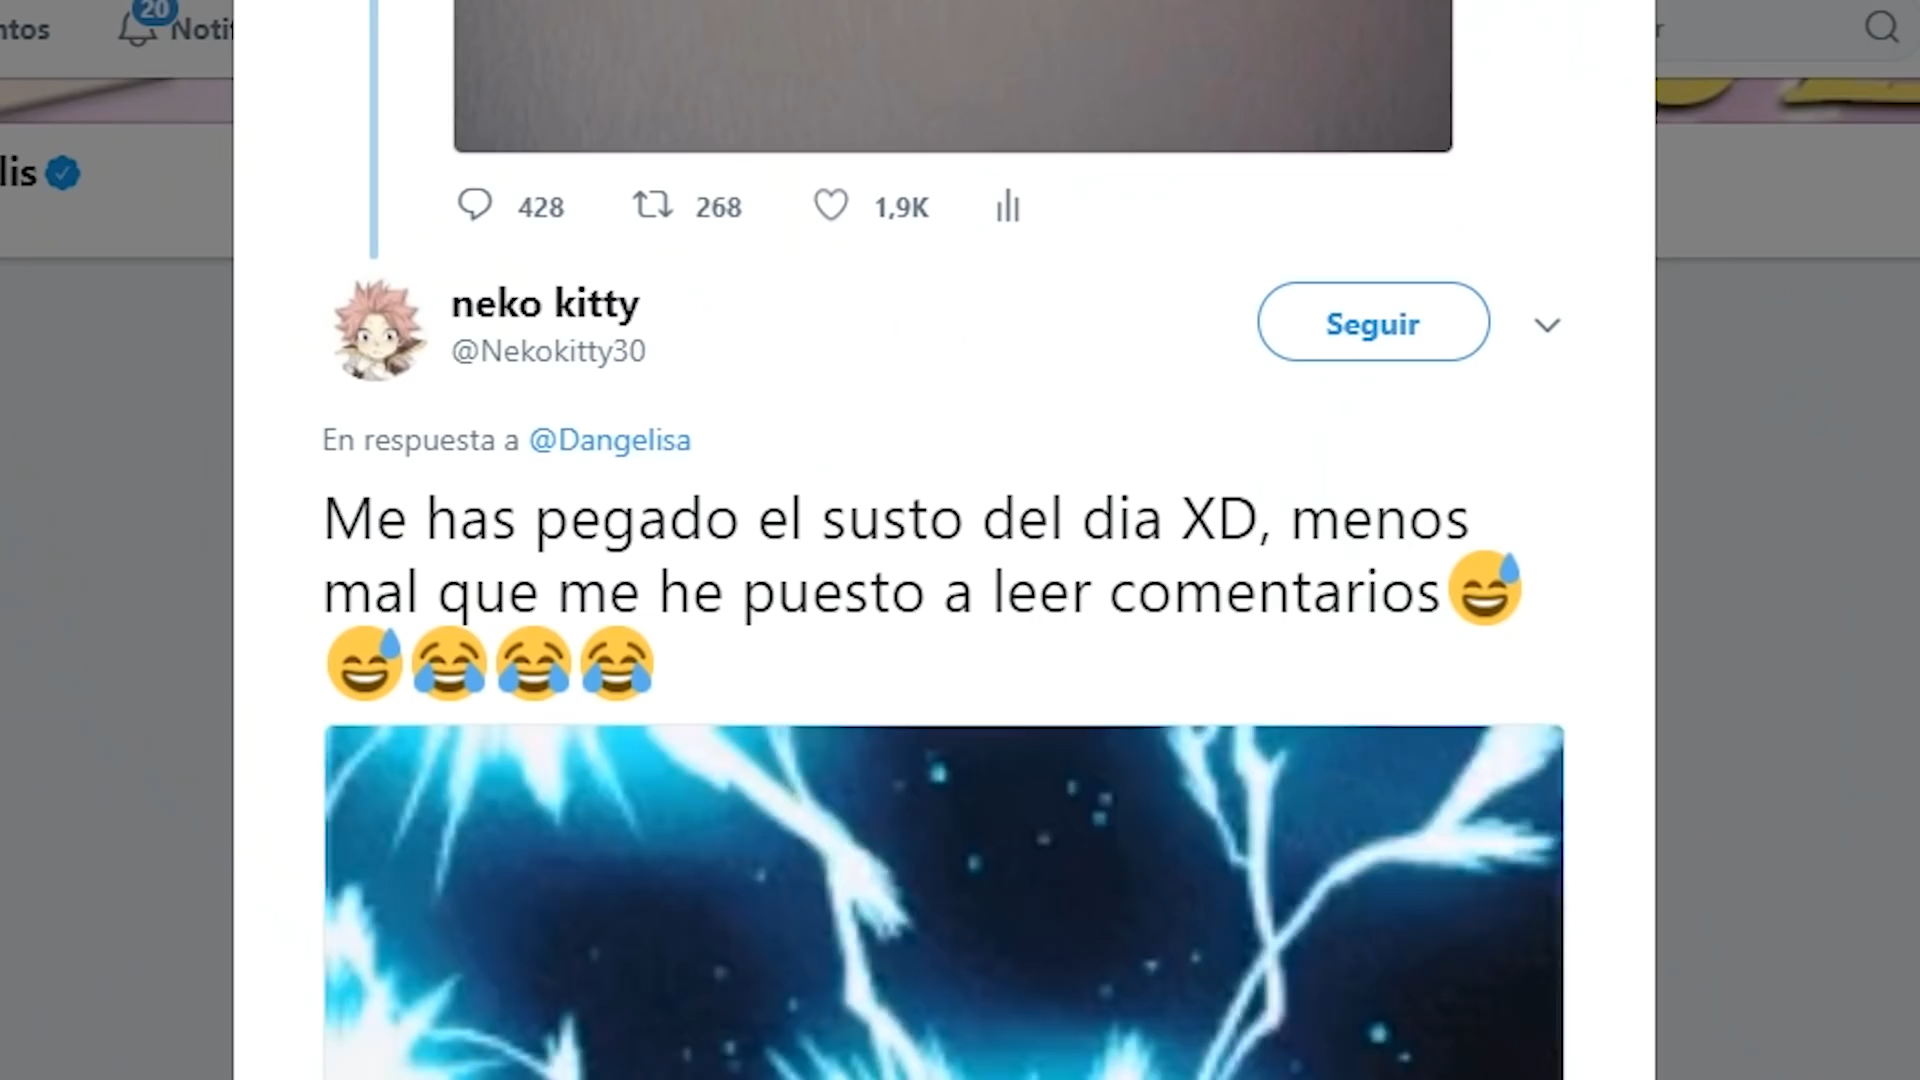 ntos
20
Notif
r
lis
428 268 1,9K
neko kitty
@Nekokitty30
Seguir
En respuesta a @Dangelisa
Me has pegado el susto del dia XD, menos
mal que me he puesto a leer comentarios😅
😅😂😂😂